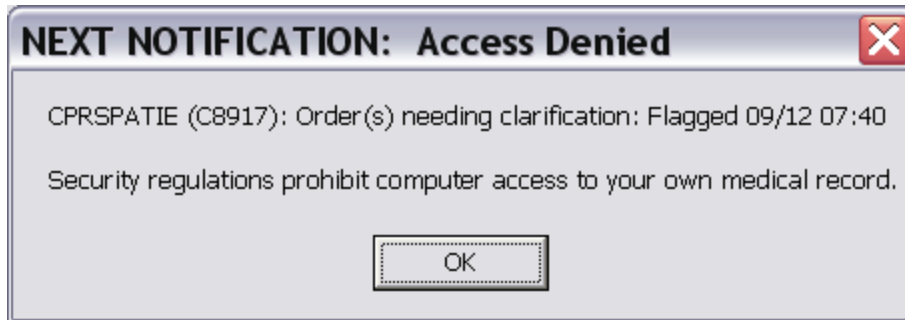 NEXT NOTIFICATION: Access Denied
CPRSPATIE (C8917): Order(s) needing clarification: Flagged 09/12 07:40
Security regulations prohibit computer access to your own medical record.
OK